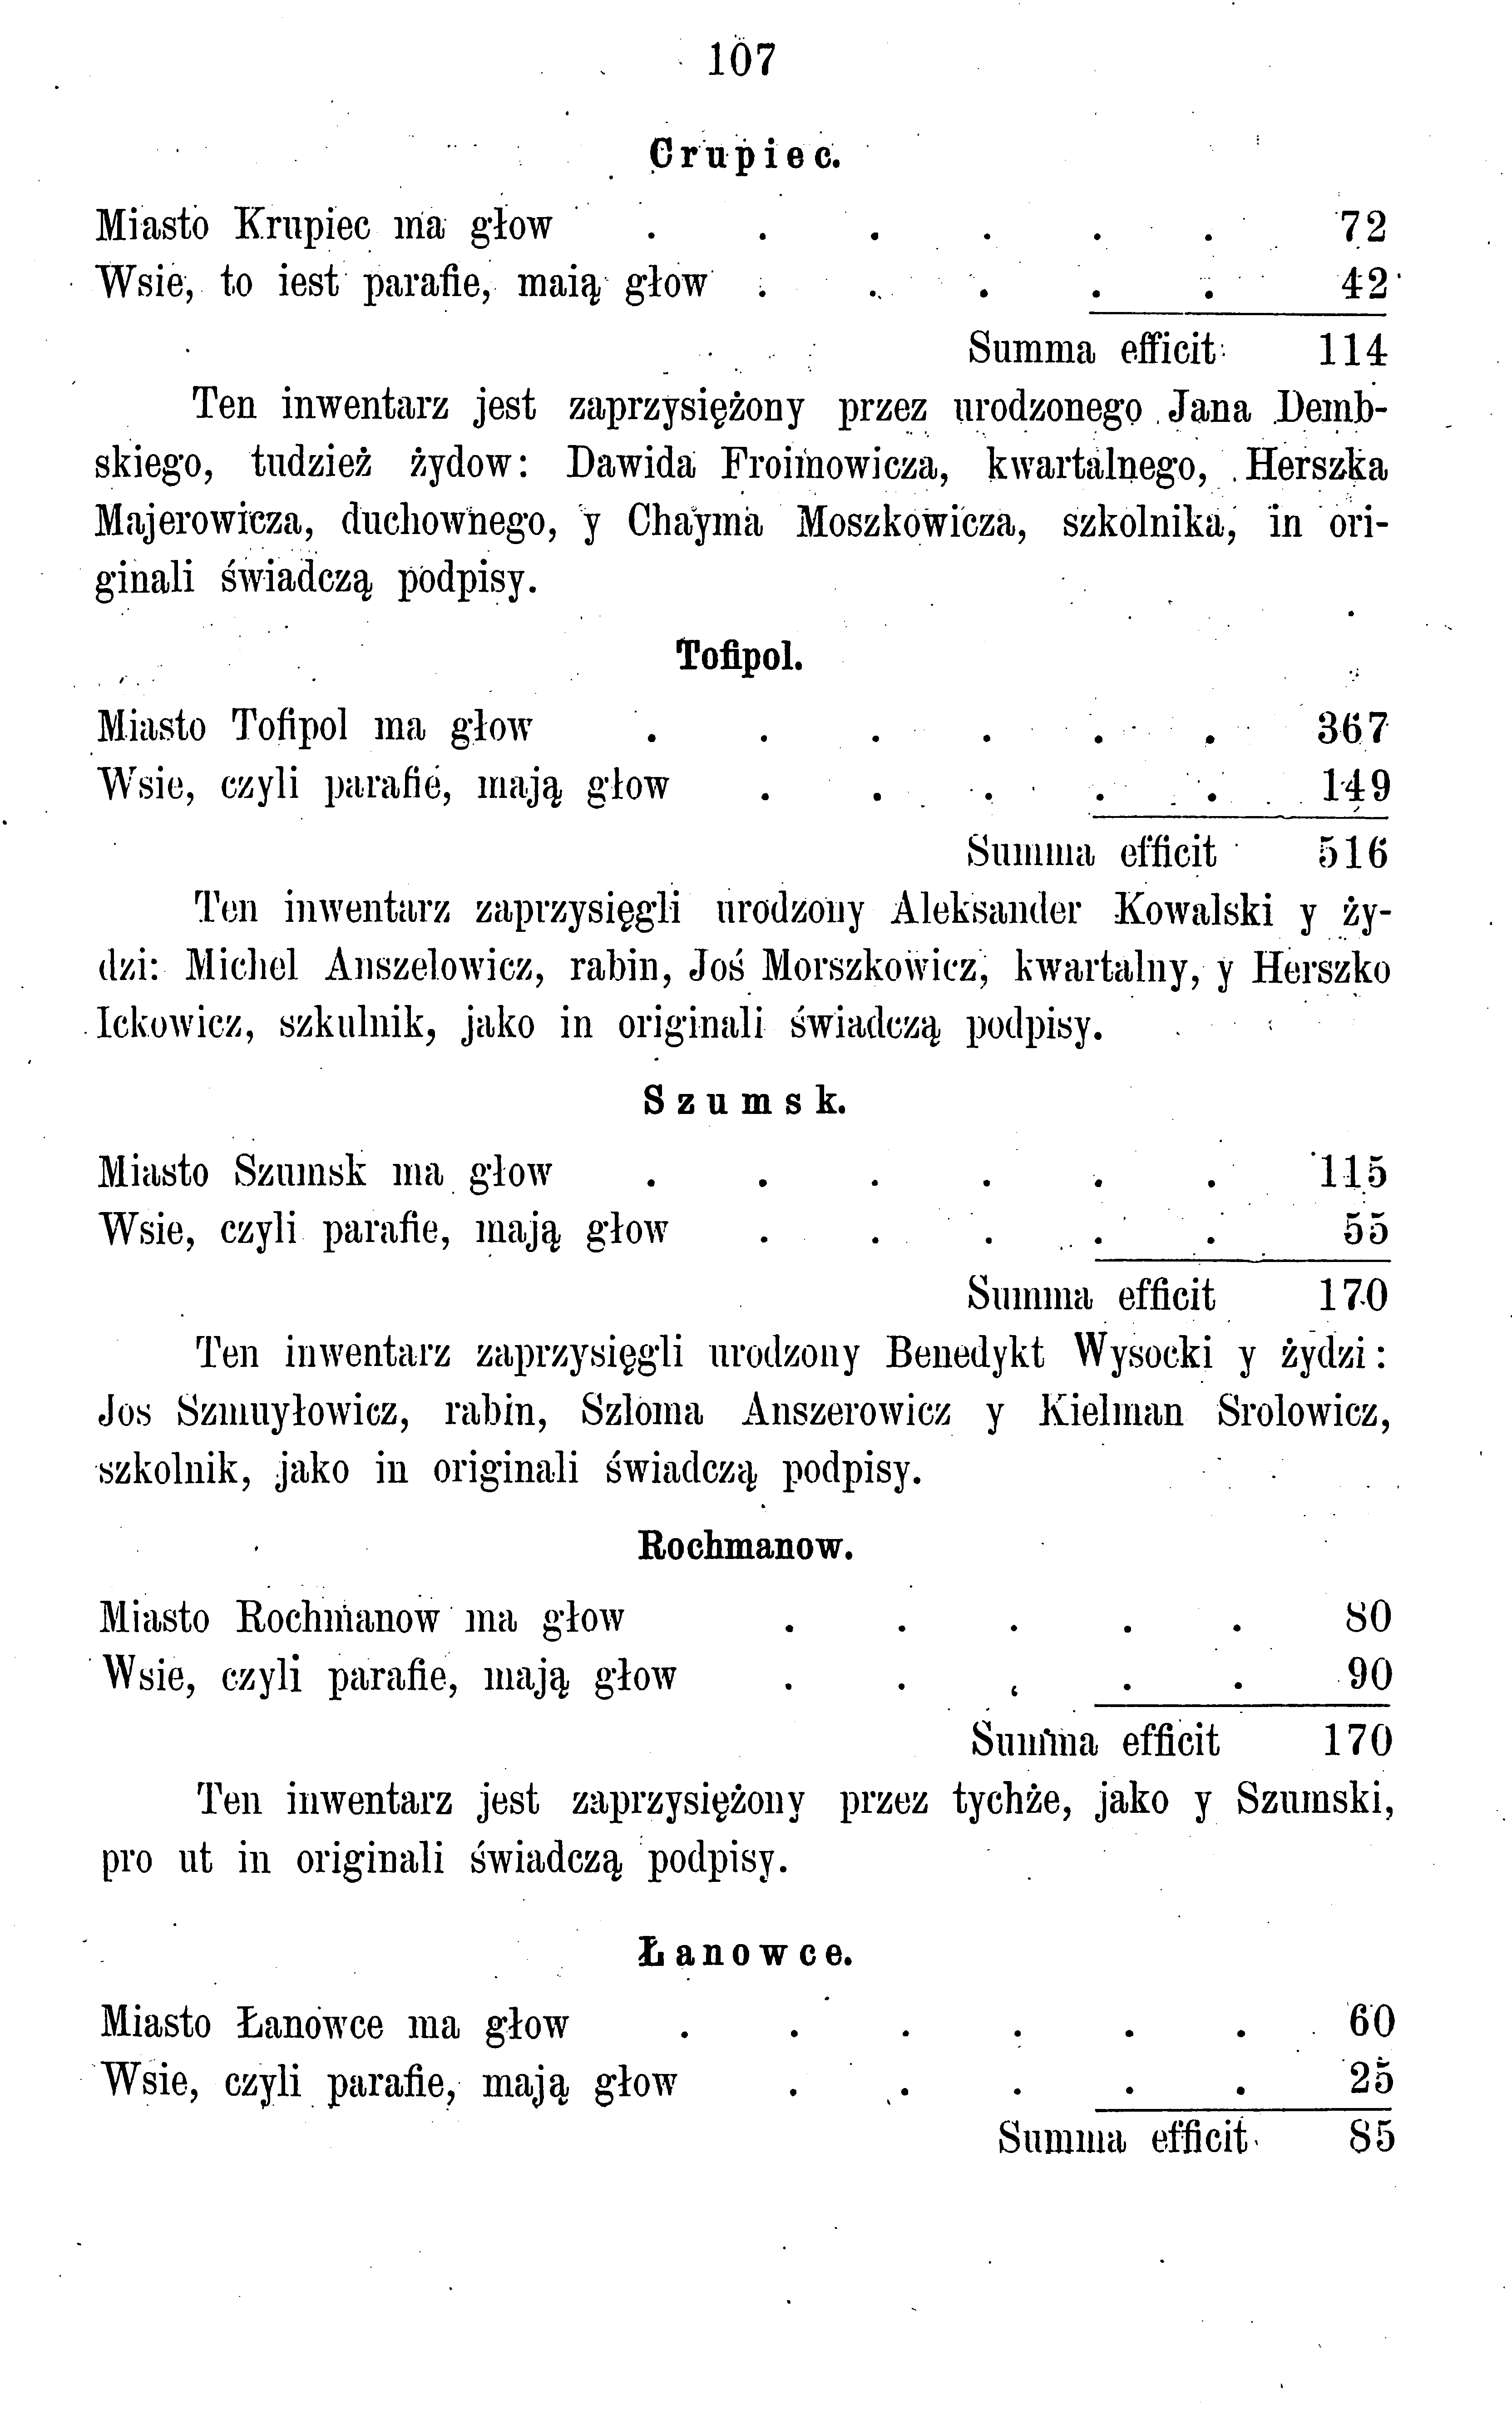 107
Crupiec.
Miasto Krupiec ma głow . . . . . . 72
Wsie, to iest parafie, maią głow . . . . . 42
Summa efficit 114
Ten inwentarz jest zaprzysiężony przez urodzonego Jana Demb-
skiego, tudzież żydow: Dawida Froimowicza, kwartalnego, Herszka
Majerowicza, duchownego, y Chayma Moszkowicza, szkolnika, in ori-
ginali świadczą podpisy.
Tofipol.
Miasto Tofipol ma głow . . . . . . 367
Wsie, czyli parafie, mają głow . . . . . 149
Summa efficit 516
Ten inwentarz zaprzysięgli urodzony Aleksander Kowalski y ży-
dzi: Michel Anszelowicz, rabin, Joś Morszkowicz, kwartalny, y Herszko
Ickowicz, szkulnik, jako in originali świadczą podpisy.
Szumsk.
Miasto Szumsk ma głow . . . . . . 115
Wsie, czyli parafie, mają głow . . . . . 55
Summa efficit 170
Ten inwentarz zaprzysięgli urodzony Benedykt Wysocki y żydzi:
Jos Szmuyłowicz, rabin, Szloma Anszerowicz y Kielman Srolowicz,
szkolnik, jako in originali świadczą podpisy.
Rochmanow.
Miasto Rochmanow ma głow . . . . . 80
Wsie, czyli parafie, mają głow . . . . . 90
Summa efficit 170
Ten inwentarz jest zaprzysiężony przez tychże, jako y Szumski,
pro ut in originali świadczą podpisy.
Łanowce.
Miasto Łanowce ma głow . . . . . . 60
Wsie, czyli parafie, mają głow . . . . . 25
Summa efficit 85